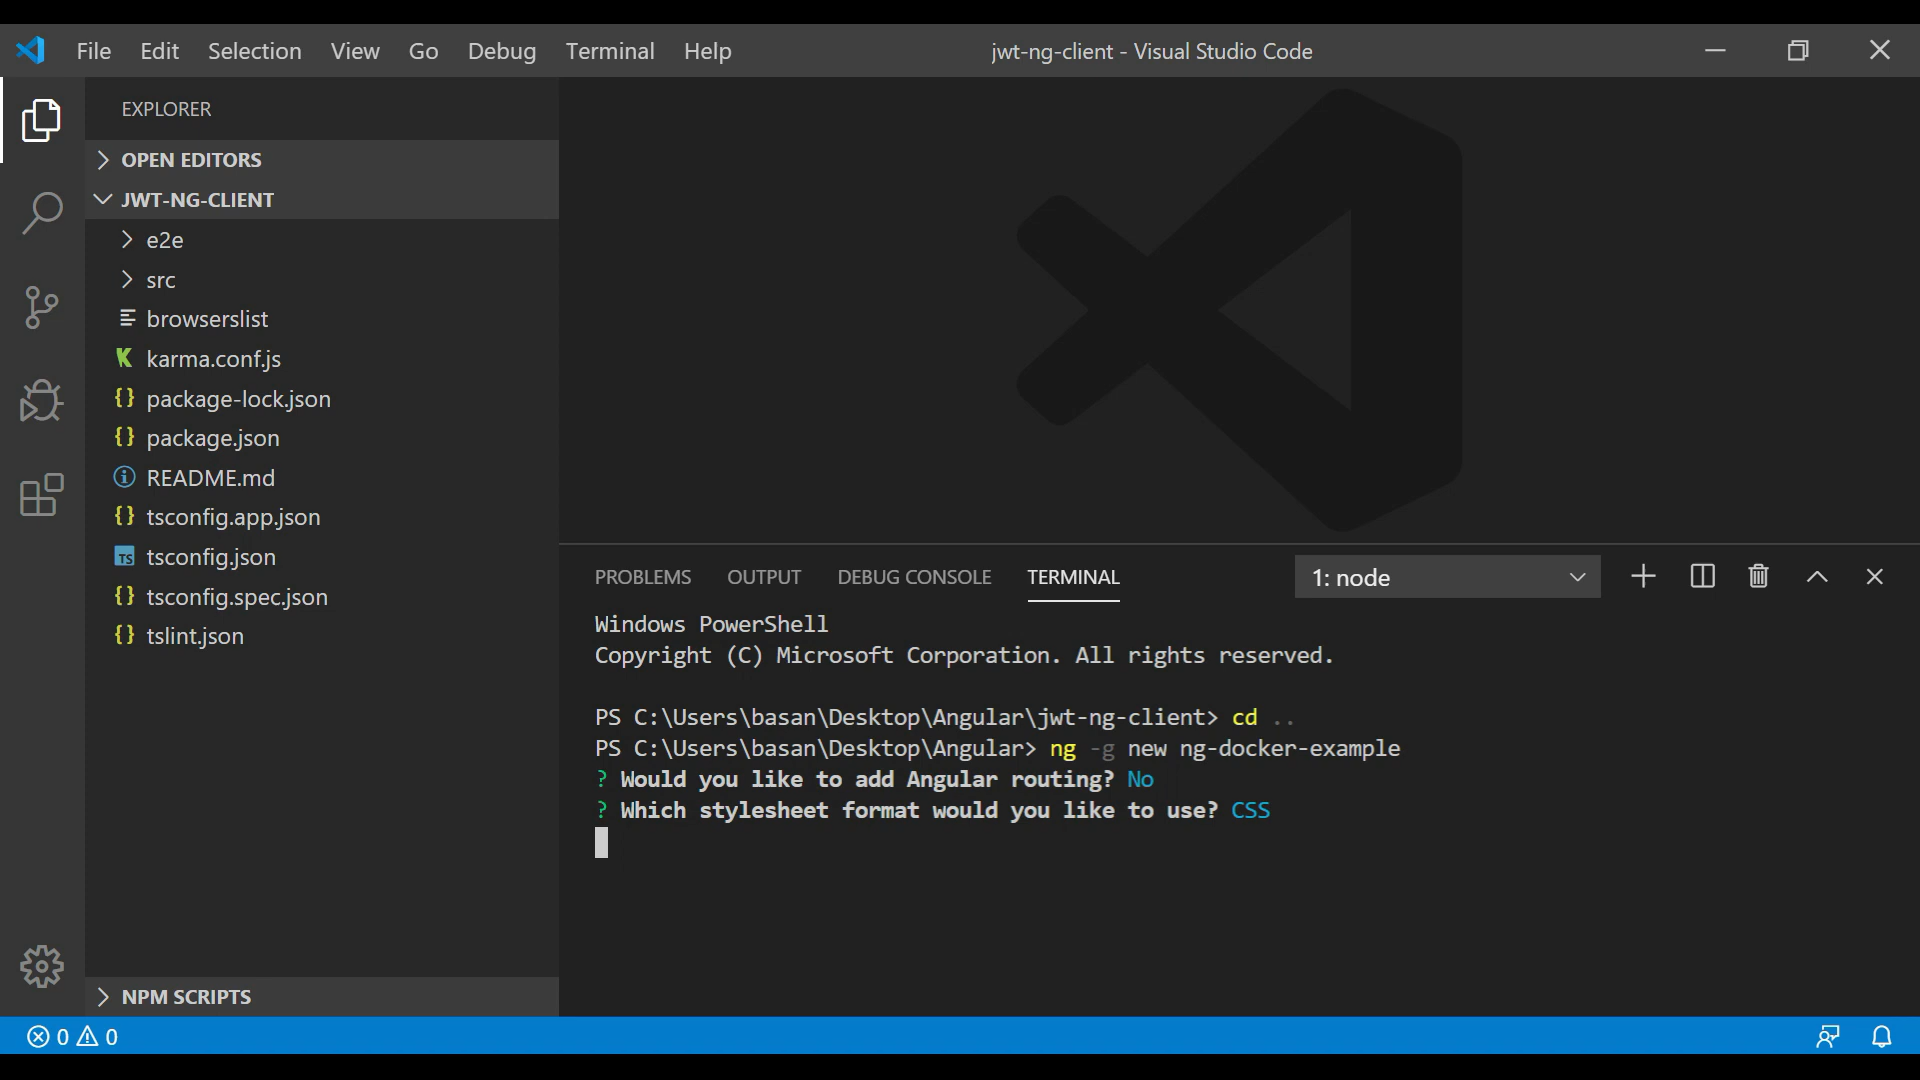 File Edit Selection View Go Debug Terminal Help
jwt-ng-client - Visual Studio Code
EXPLORER
OPEN EDITORS
JWT-NG-CLIENT
e2e
src
browserslist
karma.conf.js
package-lock.json
package.json
README.md
tsconfig.app.json
TS tsconfig.json
tsconfig.spec.json
tslint.json
NPM SCRIPTS
PROBLEMS OUTPUT DEBUG CONSOLE TERMINAL
1: node
Windows PowerShell
Copyright (C) Microsoft Corporation. All rights reserved.
PS C:\Users\basan\Desktop\Angular\jwt-ng-client> cd ..
PS C:\Users\basan\Desktop\Angular> ng -g new ng-docker-example
? Would you like to add Angular routing? No
? Which stylesheet format would you like to use? CSS
0 0